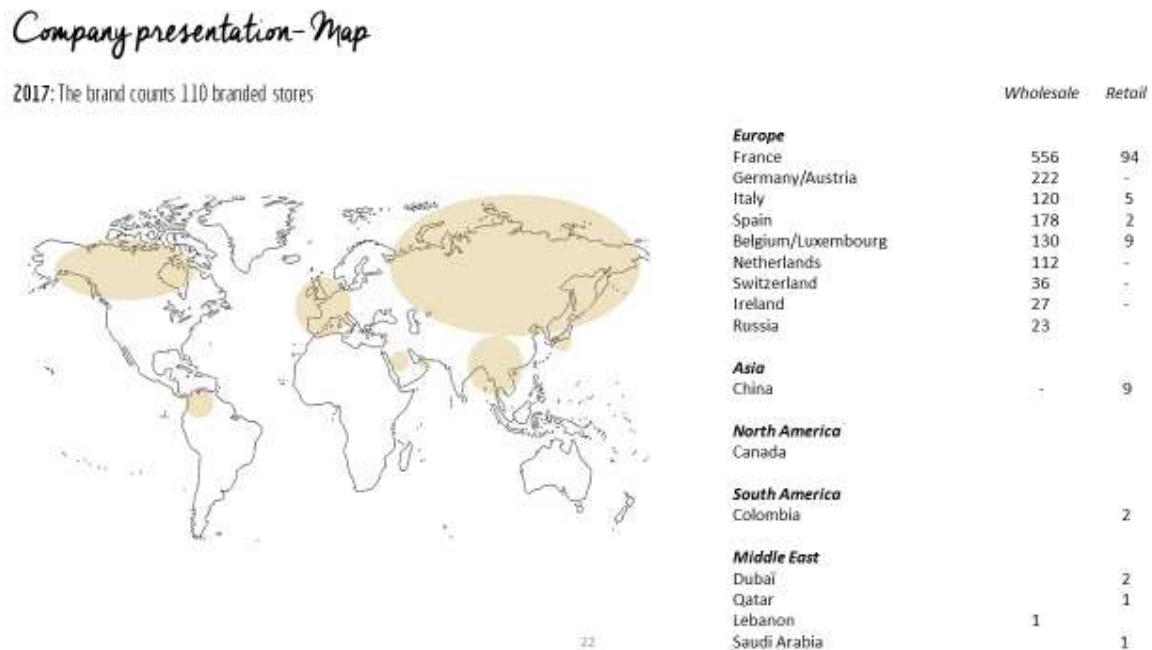 Company presentation- Map
2017: The brand counts 110 branded stores
Wholesale Retail
Europe
France 556 94
Germany/Austria 222 -
Italy 120 5
Spain 178 2
Belgium/Luxembourg 130 9
Netherlands 112 -
Switzerland 36 -
Ireland 27 -
Russia 23
Asia
China - 9
North America
Canada
South America
Colombia 2
Middle East
Dubaï 2
Qatar 1
Lebanon 1
Saudi Arabia 1
22